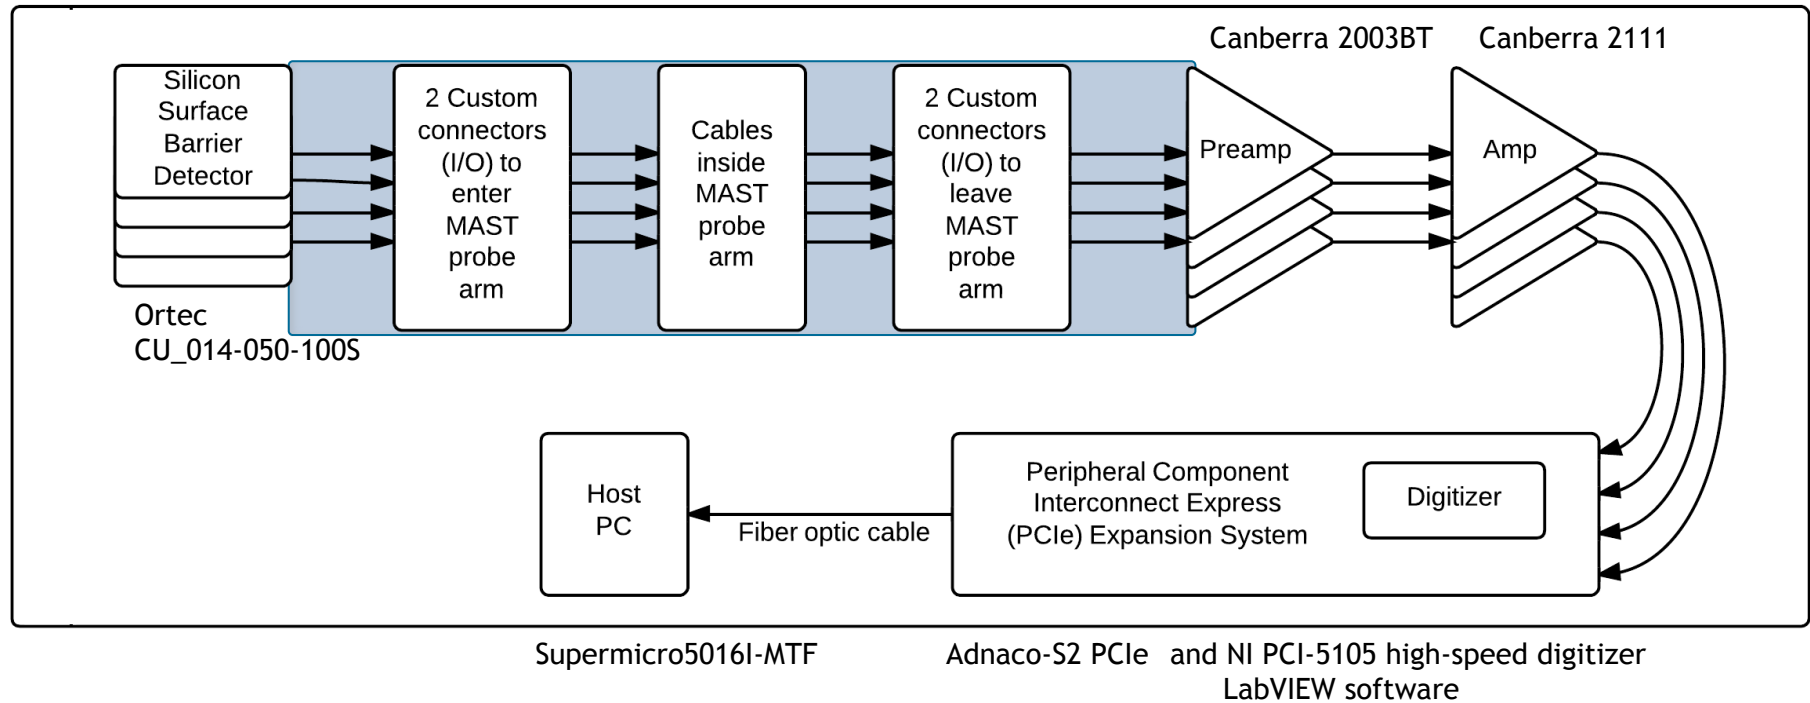 Canberra 2003BT
Canberra 2111
Silicon
Surface
Barrier
Detector
2 Custom
connectors
(I/O) to
enter
MAST
probe
arm
Cables
inside
MAST
probe
arm
2 Custom
connectors
(I/O) to
leave
MAST
probe
arm
Preamp
Amp
Ortec
CU_014-050-100S
Host
PC
Fiber optic cable
Peripheral Component
Interconnect Express
(PCIe) Expansion System
Digitizer
Supermicro5016I-MTF
Adnaco-S2 PCIe and NI PCI-5105 high-speed digitizer
LabVIEW software